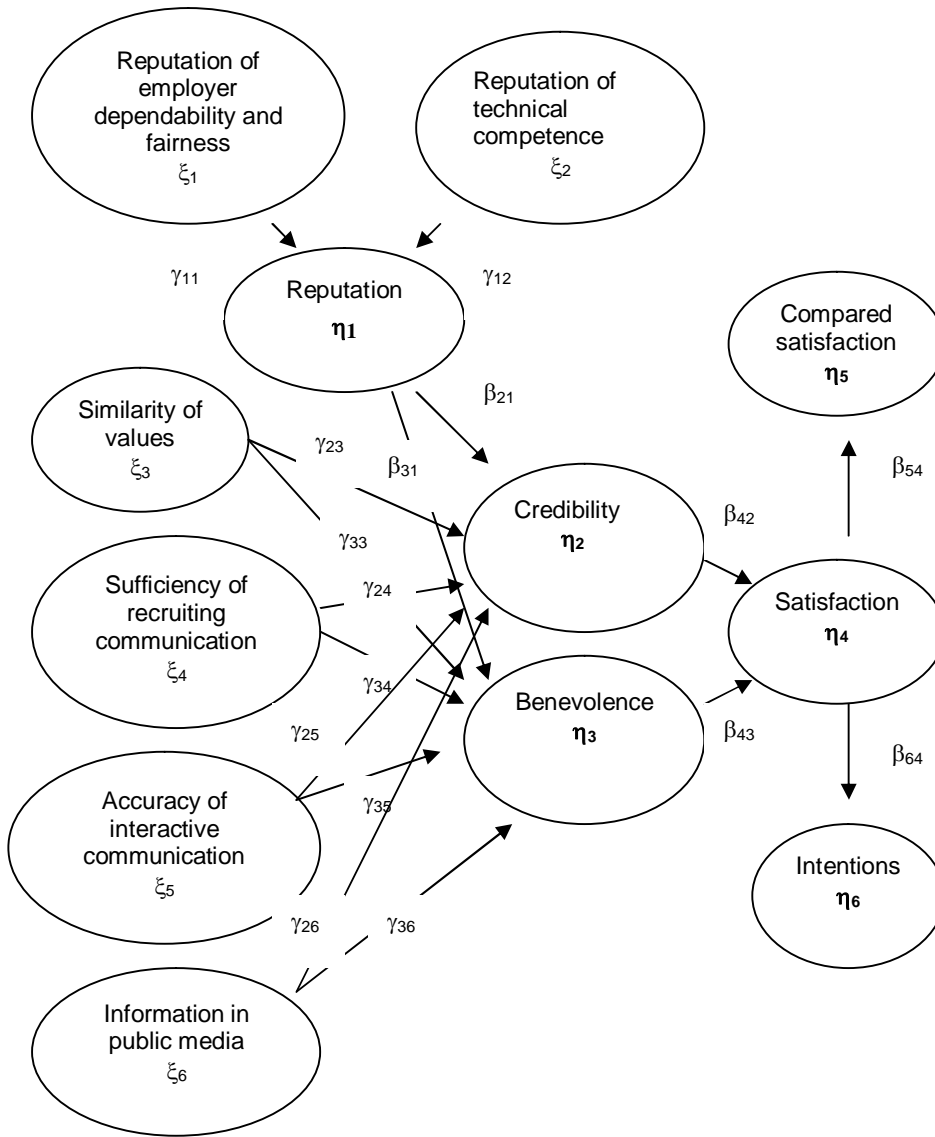 Reputation of
employer
dependability and
fairness
ξ1
Reputation of
technical
competence
ξ2
γ11
Reputation
η1
γ12
Compared
satisfaction
η5
Similarity of
values
ξ3
γ23
β31
β21
β54
Credibility
η2
β42
γ33
Sufficiency of
recruiting
communication
ξ4
γ24
Satisfaction
η4
γ34
Benevolence
η3
β43
γ25
β64
Accuracy of
interactive
communication
ξ5
γ35
Intentions
η6
γ26
γ36
Information in
public media
ξ6